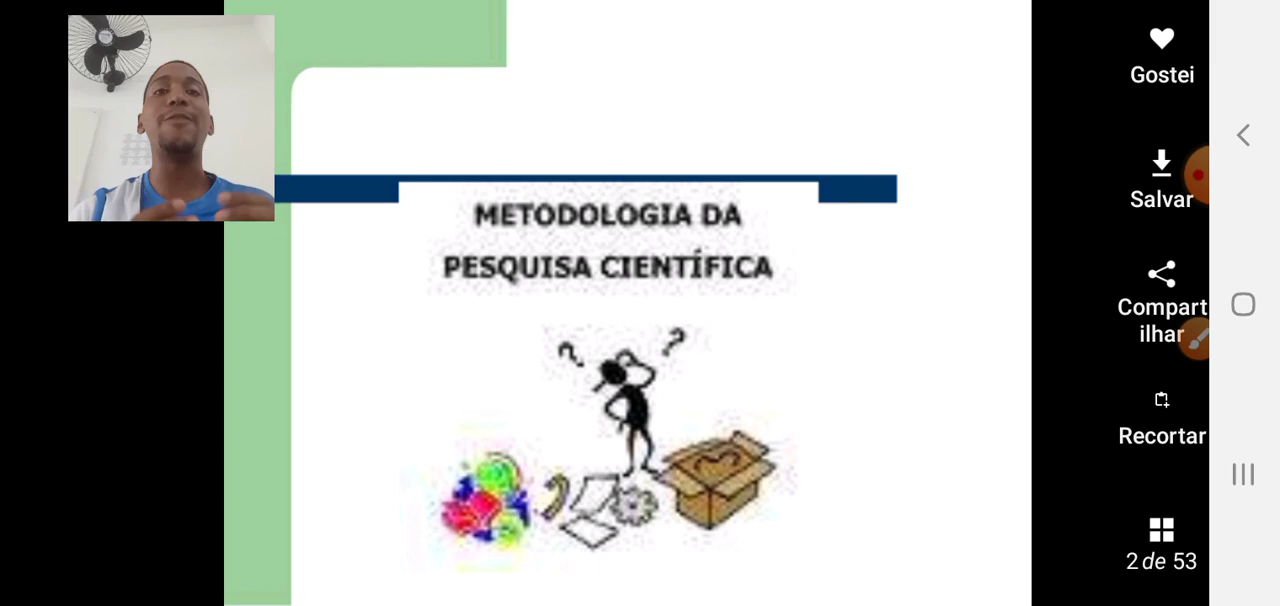 METODOLOGIA DA
PESQUISA CIENTÍFICA
? ?
Gostei
Salvar
Compart
ilhar
Recortar
2 de 53